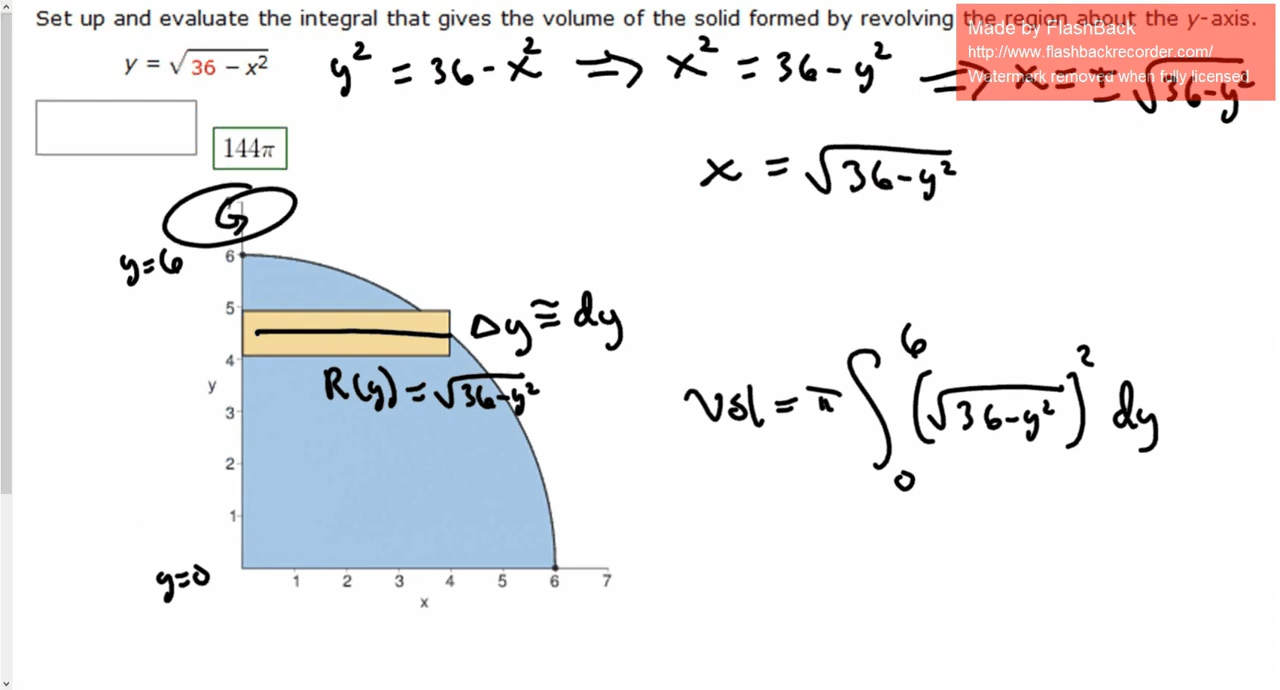 Set up and evaluate the integral that gives the volume of the solid formed by revolving the region about the y-axis.
Made by FlashBack
http://www.flashbackrecorder.com/
Watermark removed when fully licensed
y = √(36 − x²) y² = 36 - x² ⟹ x² = 36 - y² ⟹ x = ± √(36-y²)
144π
x = √(36-y²)
y=6
6
5
Δy ≅ dy
4
R(y) = √(36-y²)
y
3
vol = π ∫₀⁶ (√(36-y²))² dy
2
1
y=0
1 2 3 4 5 6 7
x